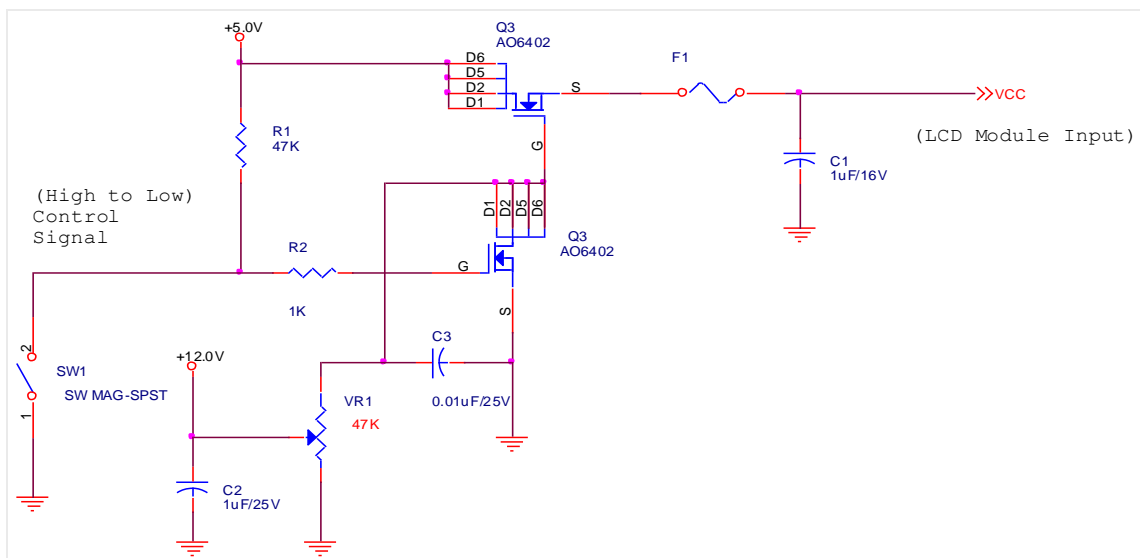 +5.0V
Q3
AO6402
D6
D5
D2
D1
S
G
F1
VCC
(LCD Module Input)
R1
47K
C1
1uF/16V
(High to Low)
Control
Signal
D1
D2
D5
D6
Q3
AO6402
R2
1K
G
S
2
SW1
SW MAG-SPST
1
+12.0V
C3
0.01uF/25V
VR1
47K
C2
1uF/25V